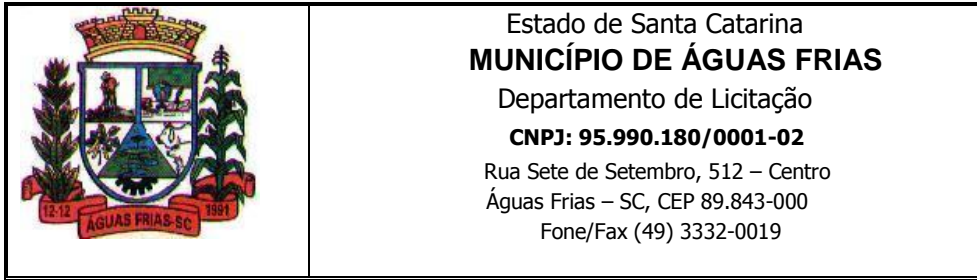 Estado de Santa Catarina
MUNICÍPIO DE ÁGUAS FRIAS
Departamento de Licitação
CNPJ: 95.990.180/0001-02
Rua Sete de Setembro, 512 – Centro
Águas Frias – SC, CEP 89.843-000
Fone/Fax (49) 3332-0019
12-12
ÁGUAS FRIAS-SC
1991